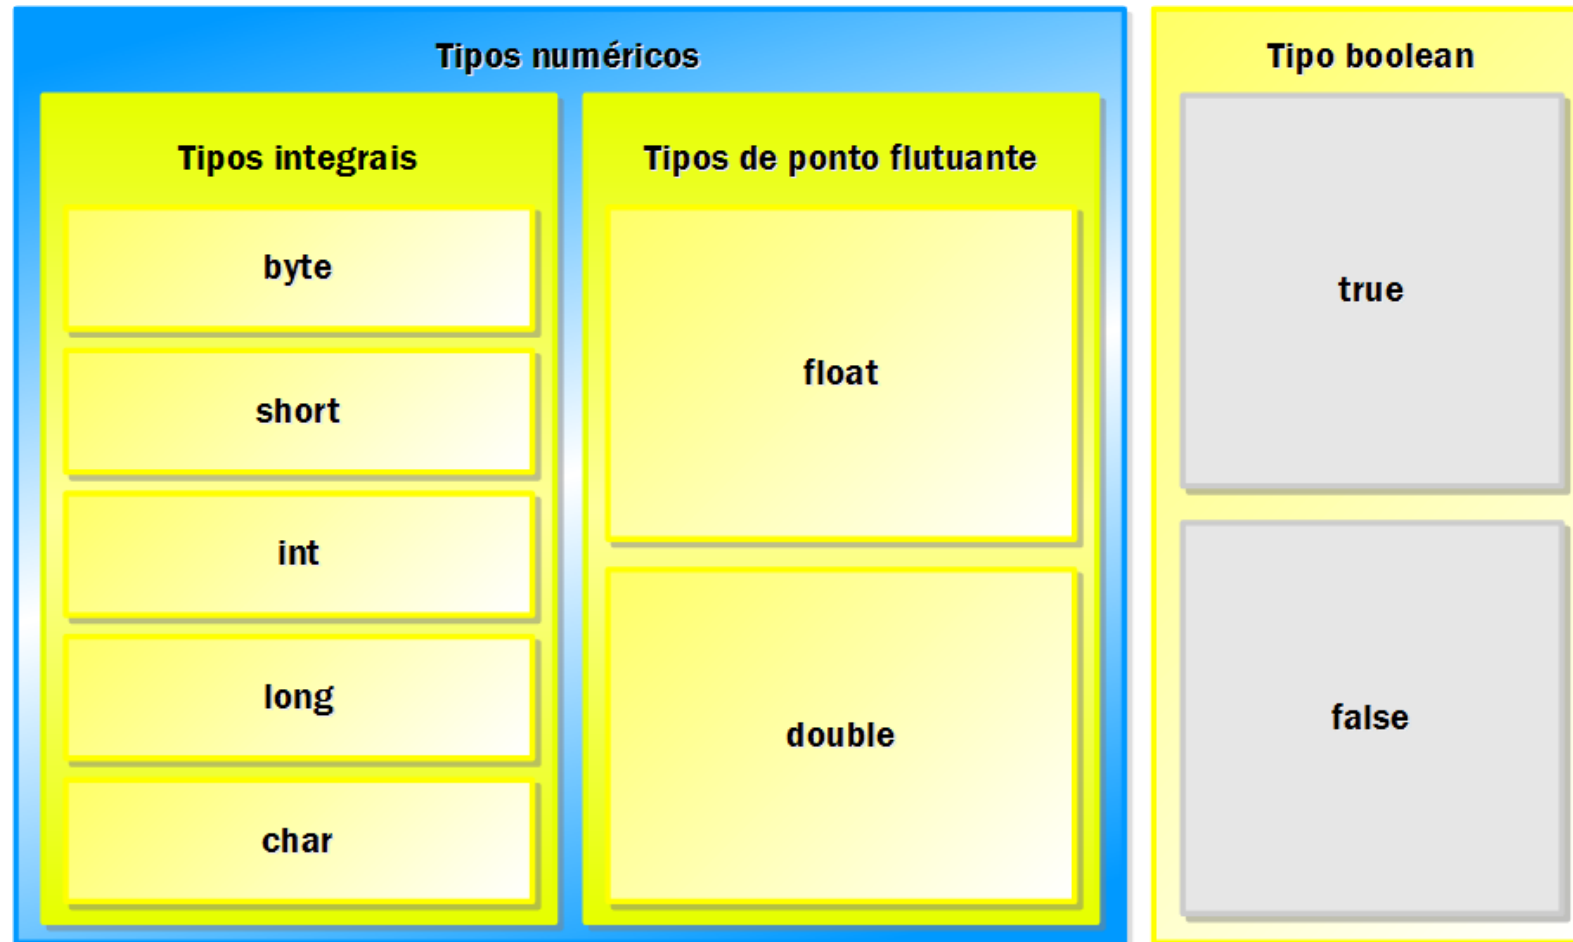 Tipos numéricos
Tipos integrais
byte
short
int
long
char
Tipos de ponto flutuante
float
double
Tipo boolean
true
false